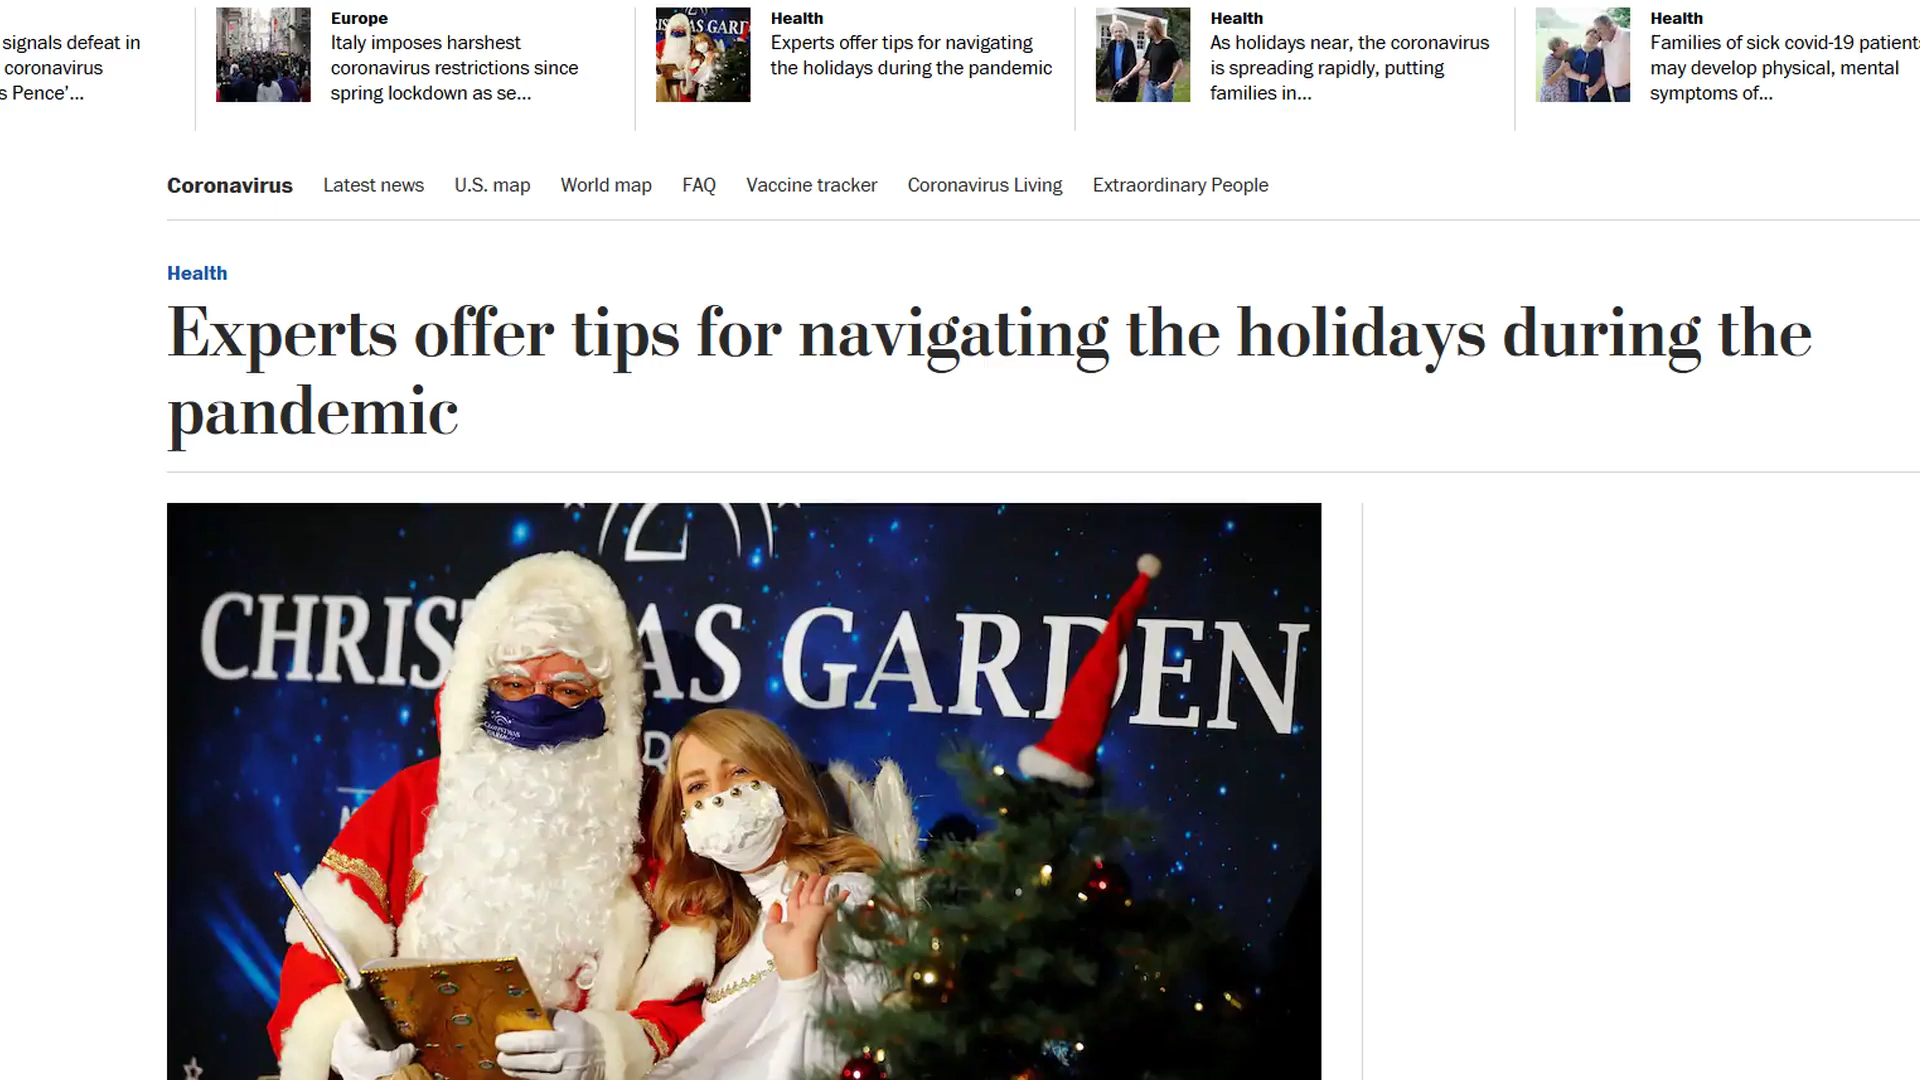 signals defeat in
coronavirus
s Pence'...
Europe
Italy imposes harshest
coronavirus restrictions since
spring lockdown as se...
Health
Experts offer tips for navigating
the holidays during the pandemic
Health
As holidays near, the coronavirus
is spreading rapidly, putting
families in...
Health
Families of sick covid-19 patients
may develop physical, mental
symptoms of...
Coronavirus Latest news U.S. map World map FAQ Vaccine tracker Coronavirus Living Extraordinary People
Health
Experts offer tips for navigating the holidays during the
pandemic
CHRIS AS GARDEN